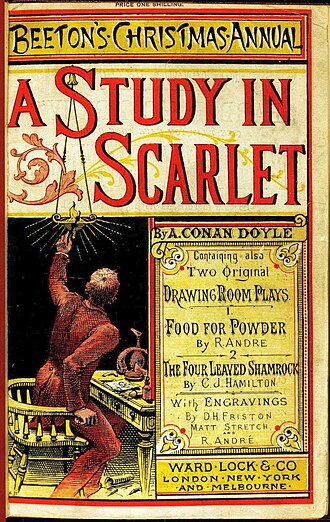 PRICE ONE SHILLING.
BEETON'S·CHRISTMAS·ANNUAL
A STUDY IN
SCARLET
By A. CONAN DOYLE
Containing also
Two Original
DRAWING ROOM PLAYS.
1.
FOOD FOR POWDER
By R. ANDRÉ
2
THE FOUR LEAVED SHAMROCK
By C. J. HAMILTON
With ENGRAVINGS
By D.H. FRISTON
MATT STRETCH,
AND
R. ANDRÉ
WARD·LOCK·&·CO
LONDON·NEW·YORK
AND·MELBOURNE·